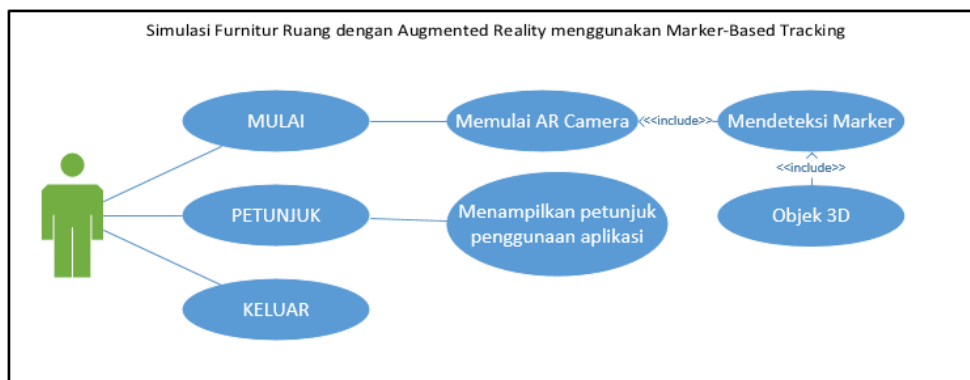 Simulasi Furnitur Ruang dengan Augmented Reality menggunakan Marker-Based Tracking
MULAI
Memulai AR Camera
<<include>>
Mendeteksi Marker
<<include>>
PETUNJUK
Menampilkan petunjuk
penggunaan aplikasi
Objek 3D
KELUAR